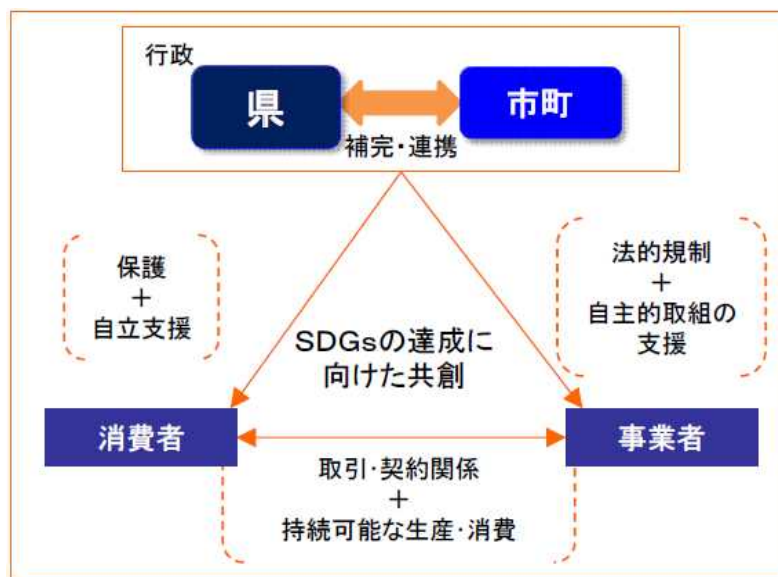 行政
県
市町
補完・連携
保護
+
自立支援
法的規制
+
自主的取組の
支援
SDGsの達成に
向けた共創
消費者
事業者
取引・契約関係
+
持続可能な生産・消費